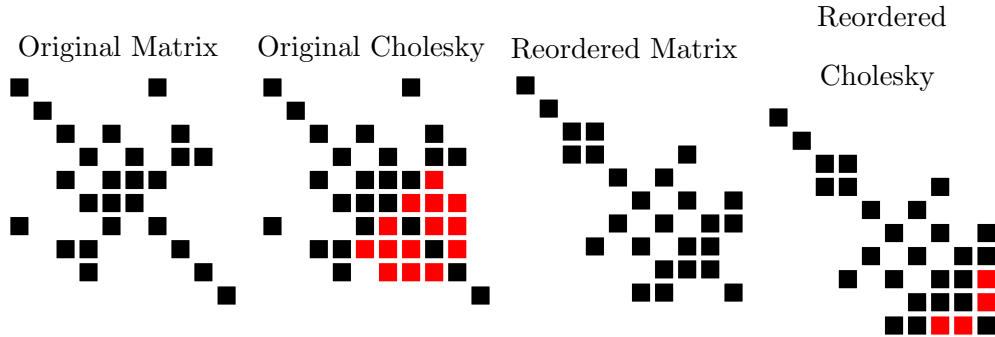 Original Matrix
Original Cholesky
Reordered Matrix
Reordered
Cholesky